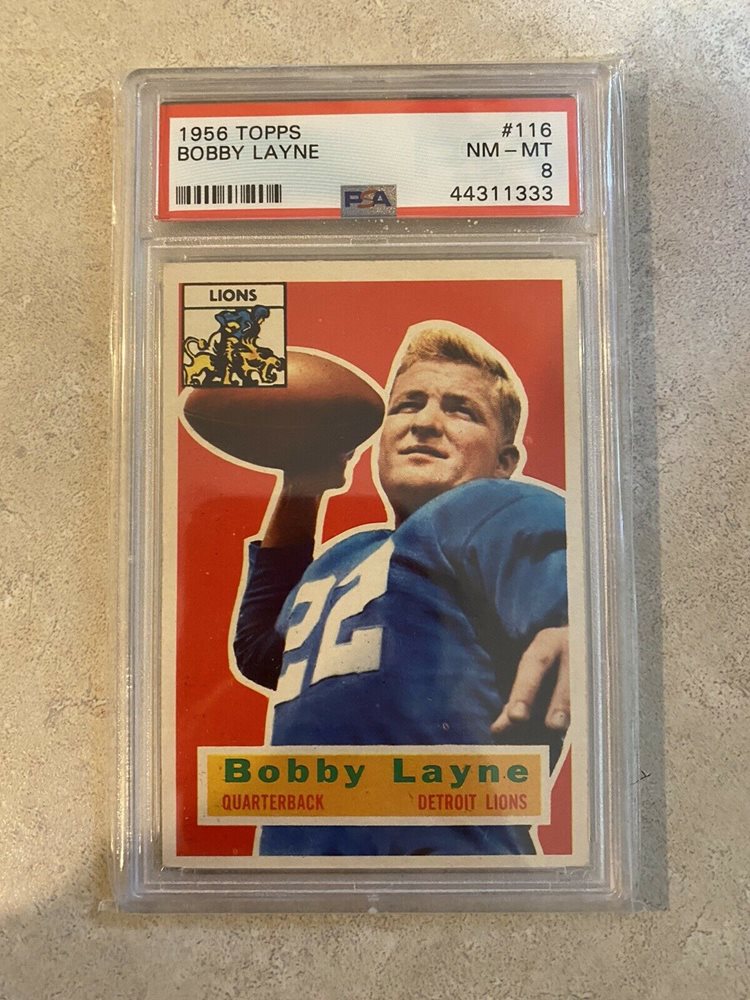 1956 TOPPS #116
BOBBY LAYNE NM – MT
8
PSA 44311333
LIONS
22
Bobby Layne
QUARTERBACK DETROIT LIONS